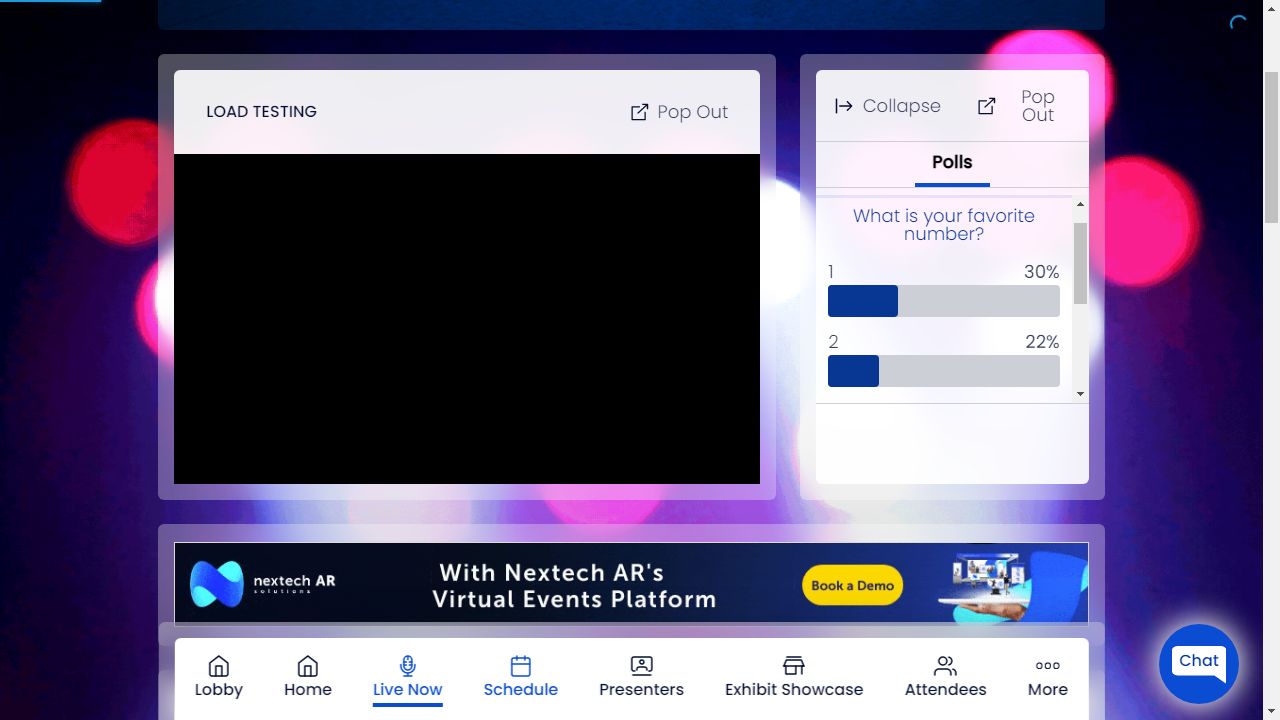 LOAD TESTING
Pop Out
Collapse
Pop
Out
Polls
What is your favorite
number?
1 30%
2 22%
nextech AR
solutions
With Nextech AR's
Virtual Events Platform
Book a Demo
Chat
Lobby
Home
Live Now
Schedule
Presenters
Exhibit Showcase
Attendees
More